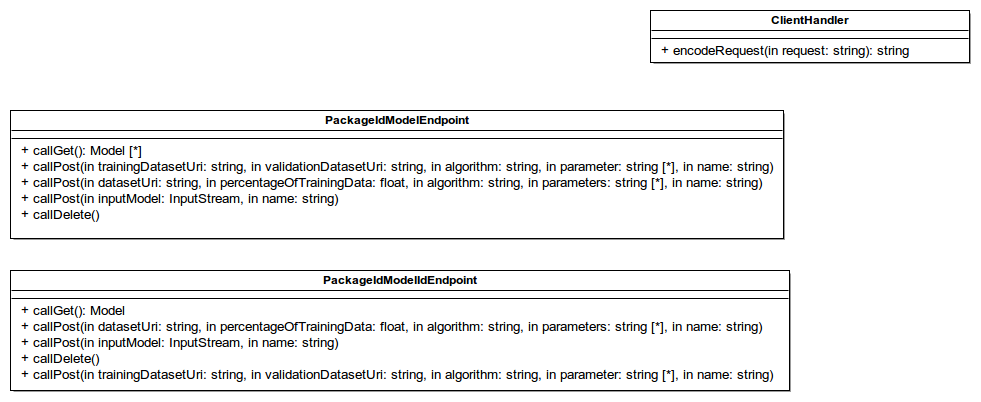 ClientHandler
+ encodeRequest(in request: string): string
PackageIdModelEndpoint
+ callGet(): Model [*]
+ callPost(in trainingDatasetUri: string, in validationDatasetUri: string, in algorithm: string, in parameter: string [*], in name: string)
+ callPost(in datasetUri: string, in percentageOfTrainingData: float, in algorithm: string, in parameters: string [*], in name: string)
+ callPost(in inputModel: InputStream, in name: string)
+ callDelete()
PackageIdModelIdEndpoint
+ callGet(): Model
+ callPost(in datasetUri: string, in percentageOfTrainingData: float, in algorithm: string, in parameters: string [*], in name: string)
+ callPost(in inputModel: InputStream, in name: string)
+ callDelete()
+ callPost(in trainingDatasetUri: string, in validationDatasetUri: string, in algorithm: string, in parameter: string [*], in name: string)